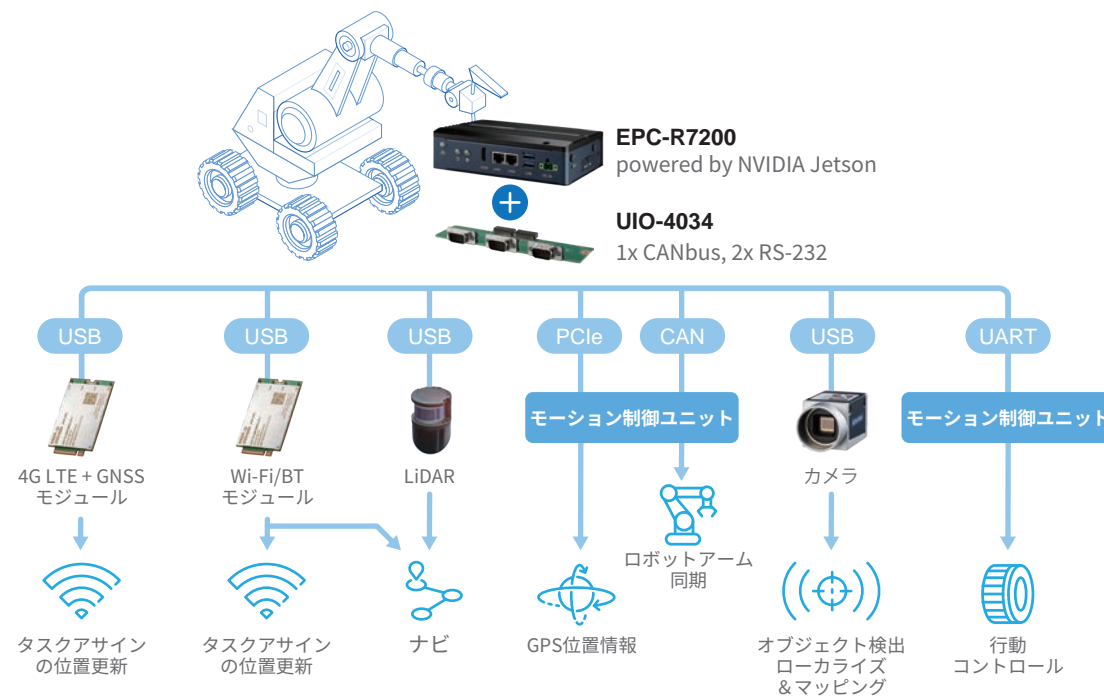 EPC-R7200
powered by NVIDIA Jetson
UIO-4034
1x CANbus, 2x RS-232
USB
USB
USB
PCIe
CAN
USB
UART
モーション制御ユニット
モーション制御ユニット
4G LTE + GNSS
モジュール
Wi-Fi/BT
モジュール
LiDAR
カメラ
ロボットアーム
同期
タスクアサイン
の位置更新
タスクアサイン
の位置更新
ナビ
GPS位置情報
オブジェクト検出
ローカライズ
＆マッピング
行動
コントロール